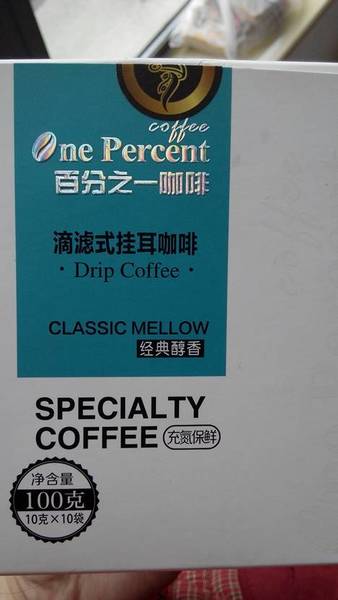 coffee
One Percent
百分之一咖啡
滴滤式挂耳咖啡
· Drip Coffee ·
CLASSIC MELLOW
经典醇香
SPECIALTY
COFFEE 充氮保鲜
净含量
100克
10克×10袋